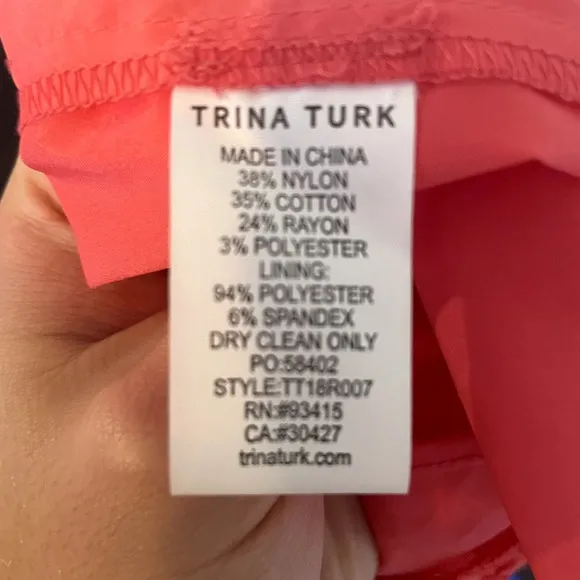 TRINA TURK
MADE IN CHINA
38% NYLON
35% COTTON
24% RAYON
3% POLYESTER
LINING:
94% POLYESTER
6% SPANDEX
DRY CLEAN ONLY
PO:58402
STYLE:TT18R007
RN:#93415
CA:#30427
trinaturk.com